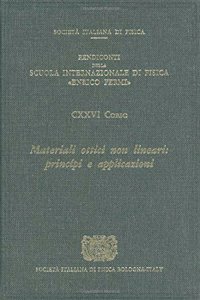 SOCIETÀ ITALIANA DI FISICA
RENDICONTI
DELLA
SCUOLA INTERNAZIONALE DI FISICA
«ENRICO FERMI»
CXXVI CORSO
Materiali ottici non lineari:
principi e applicazioni
SOCIETÀ ITALIANA DI FISICA BOLOGNA-ITALY